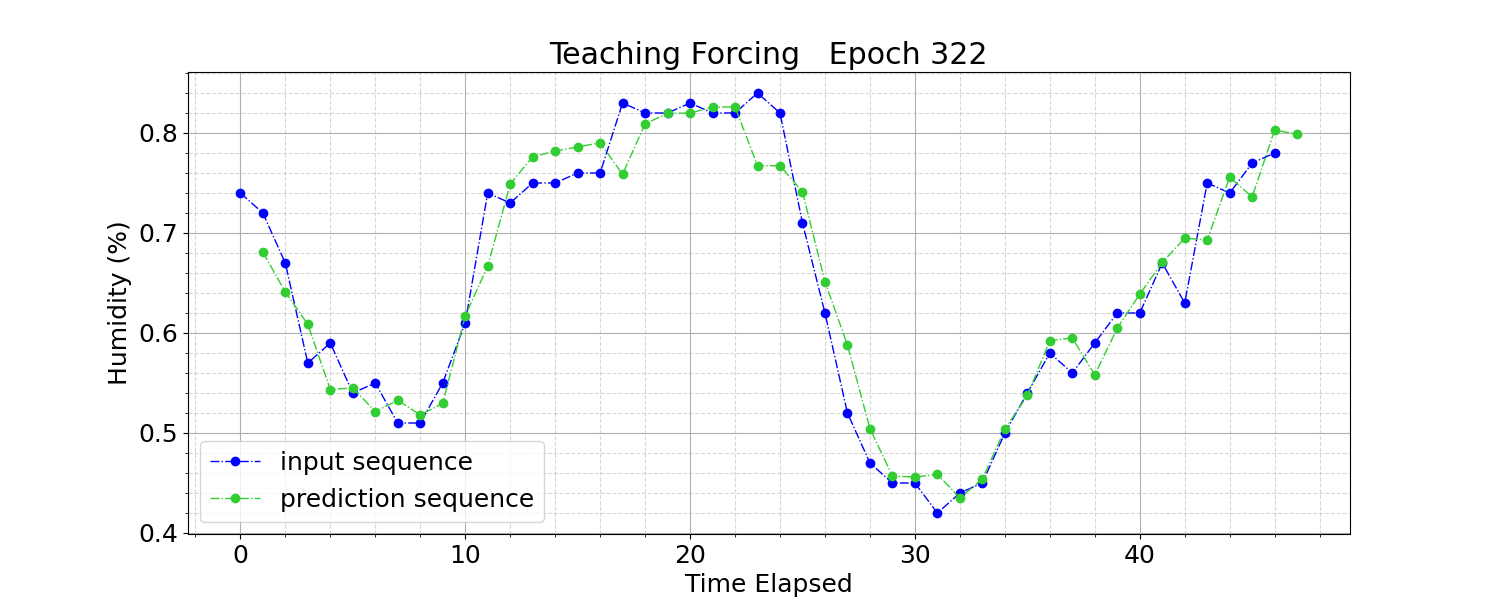 Teaching Forcing   Epoch 322
Humidity (%)
0.8
0.7
0.6
0.5
0.4
input sequence
prediction sequence
0 10 20 30 40
Time Elapsed